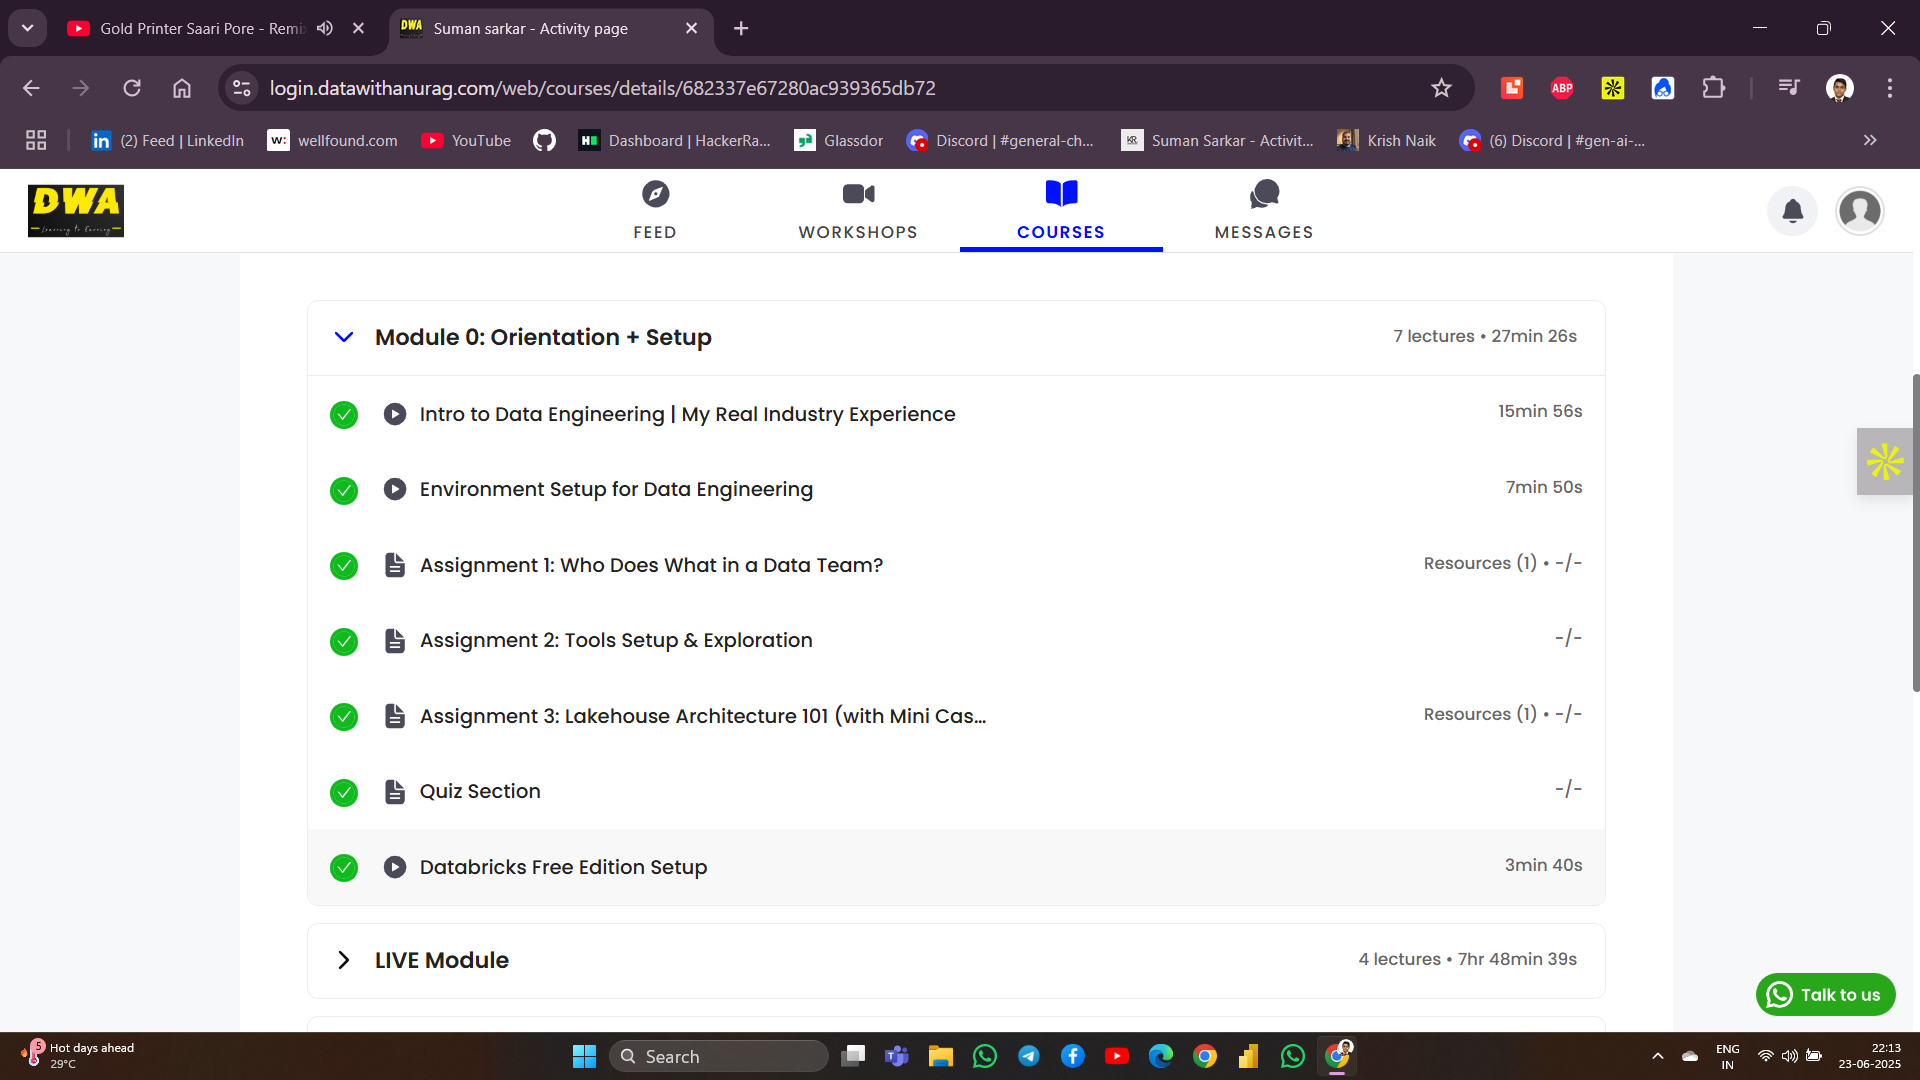 Gold Printer Saari Pore - Remi
Suman sarkar - Activity page
login.datawithanurag.com/web/courses/details/682337e67280ac939365db72
ABP
(2) Feed | LinkedIn
wellfound.com
YouTube
Dashboard | HackerRa...
Glassdor
Discord | #general-ch...
Suman Sarkar - Activit...
Krish Naik
(6) Discord | #gen-ai-...
DWA
Learning to Earning
FEED
WORKSHOPS
COURSES
MESSAGES
Module 0: Orientation + Setup
7 lectures • 27min 26s
Intro to Data Engineering | My Real Industry Experience
15min 56s
Environment Setup for Data Engineering
7min 50s
Assignment 1: Who Does What in a Data Team?
Resources (1) • -/-
Assignment 2: Tools Setup & Exploration
-/-
Assignment 3: Lakehouse Architecture 101 (with Mini Cas...
Resources (1) • -/-
Quiz Section
-/-
Databricks Free Edition Setup
3min 40s
LIVE Module
4 lectures • 7hr 48min 39s
Talk to us
5
Hot days ahead
29°C
Search
ENG
IN
22:13
23-06-2025